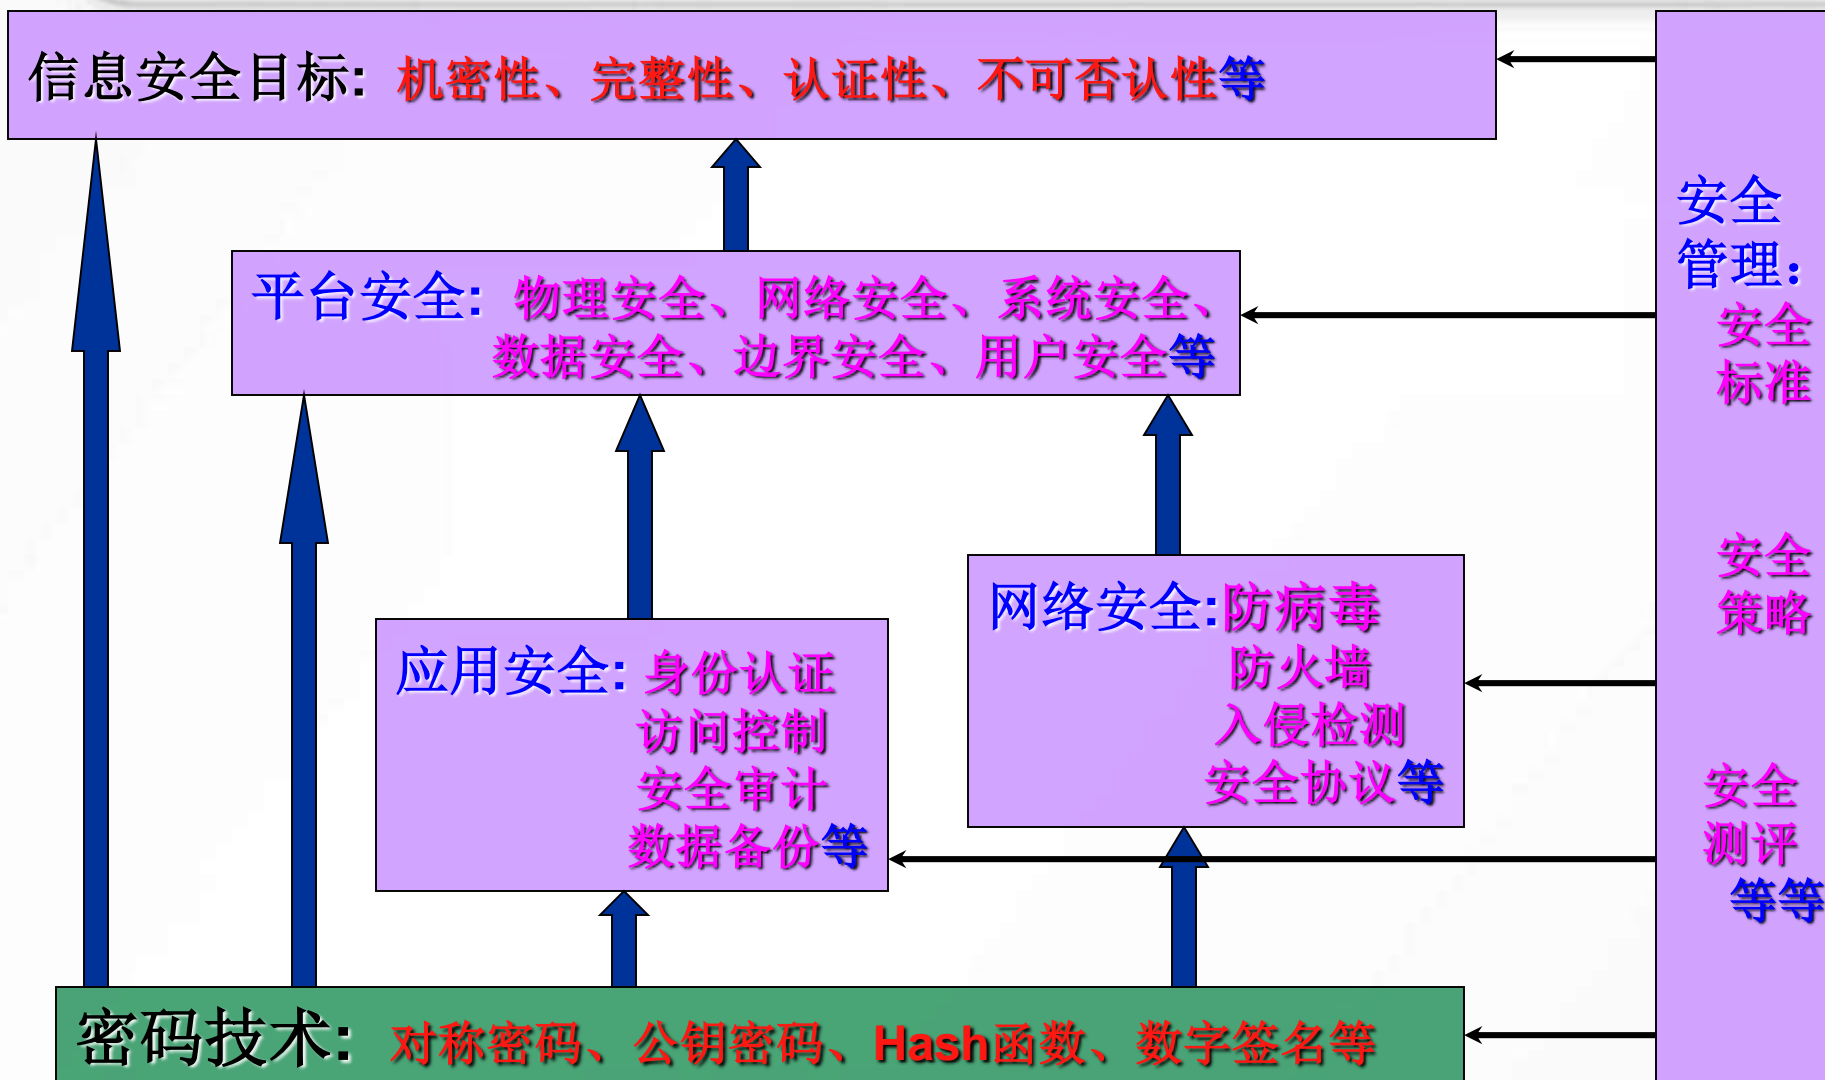 信息安全目标: 机密性、完整性、认证性、不可否认性等
平台安全: 物理安全、网络安全、系统安全、
数据安全、边界安全、用户安全等
应用安全: 身份认证
访问控制
安全审计
数据备份等
网络安全:防病毒
防火墙
入侵检测
安全协议等
密码技术: 对称密码、公钥密码、Hash函数、数字签名等
安全
管理：
安全
标准
安全
策略
安全
测评
等等